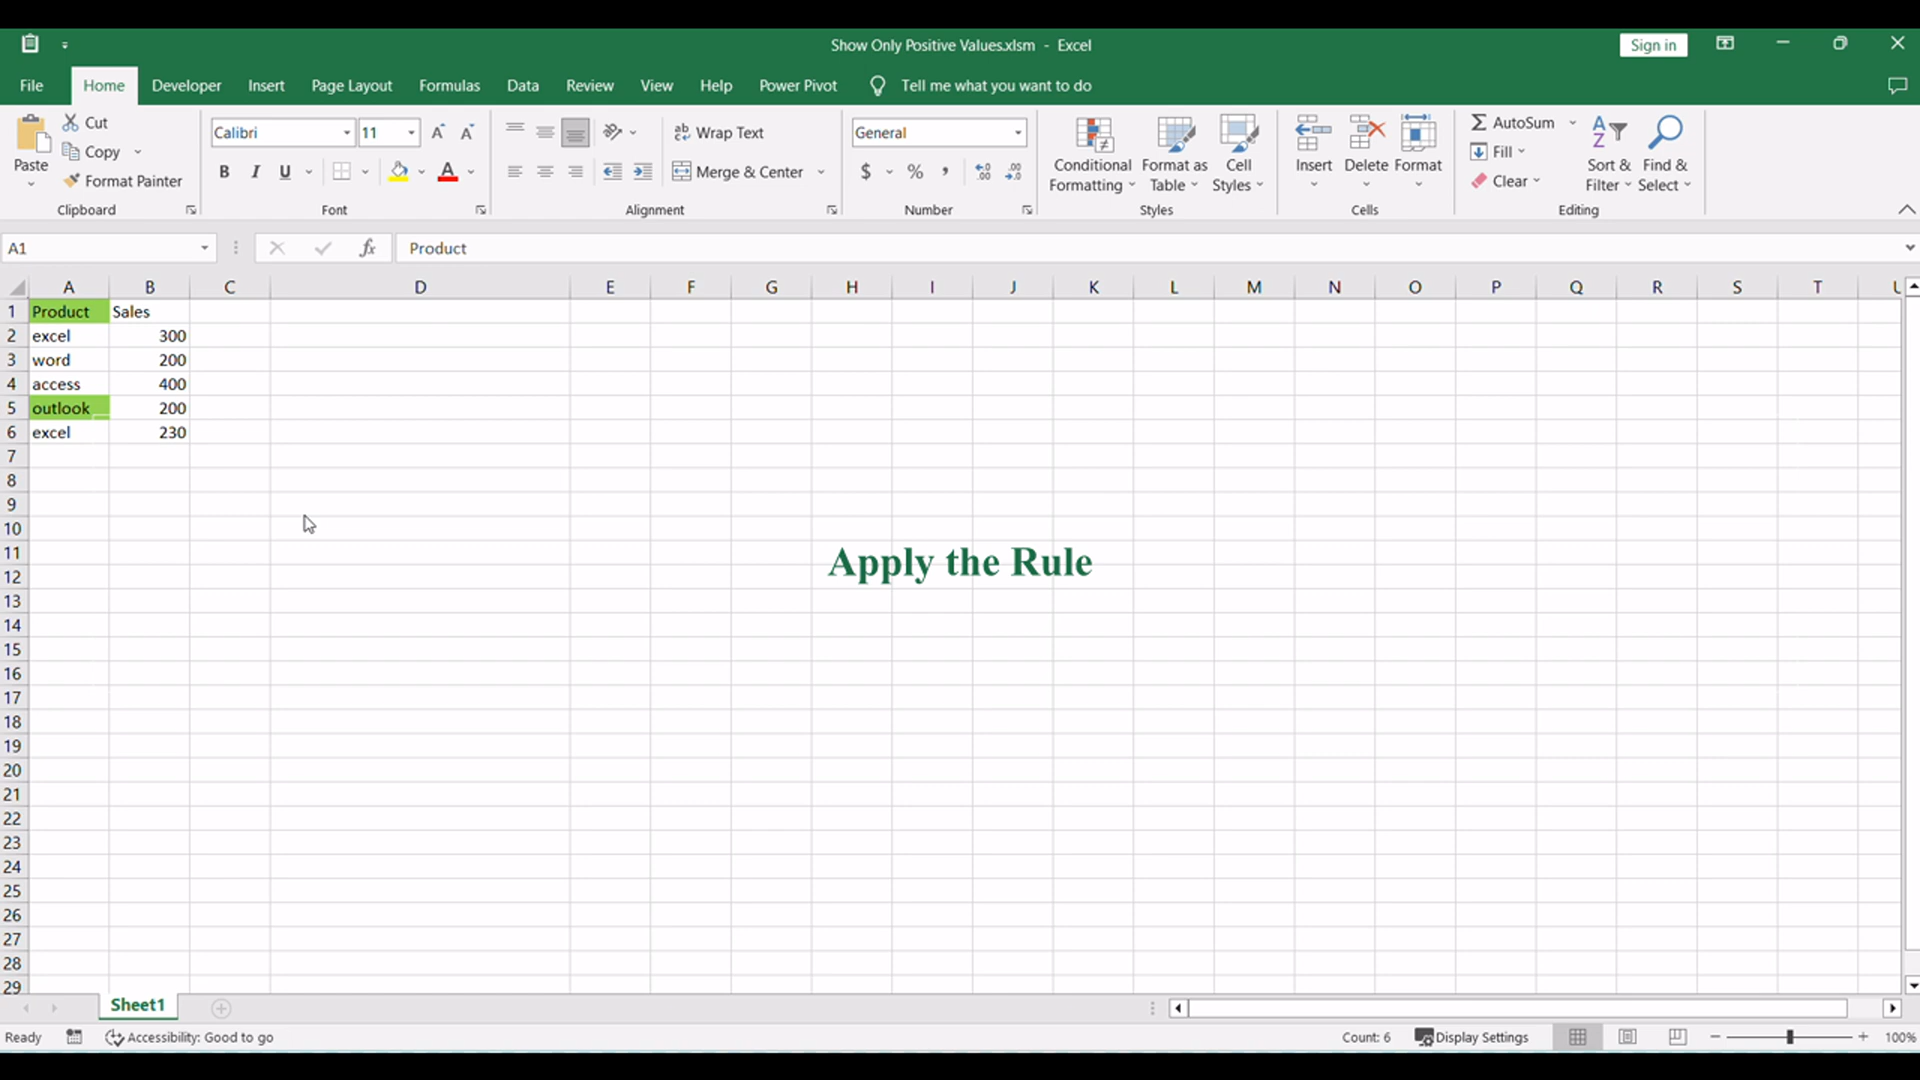 Show Only Positive Values.xlsm - Excel
Sign in
File Home Developer Insert Page Layout Formulas Data Review View Help Power Pivot Tell me what you want to do
Paste
Cut
Copy
Format Painter
Clipboard
Calibri 11
B I U
Font
Wrap Text
Merge & Center
Alignment
General
$ % ,
Number
Conditional Formatting
Format as Table
Cell Styles
Styles
Insert Delete Format
Cells
AutoSum
Fill
Clear
Sort & Filter
Find & Select
Editing
A1 fx Product
A B C D E F G H I J K L M N O P Q R S T
1 Product Sales
2 excel 300
3 word 200
4 access 400
5 outlook 200
6 excel 230
7
8
9
10
11
12
13
14
15
16
17
18
19
20
21
22
23
24
25
26
27
28
29
Apply the Rule
Sheet1
Ready Accessibility: Good to go Count: 6 Display Settings 100%